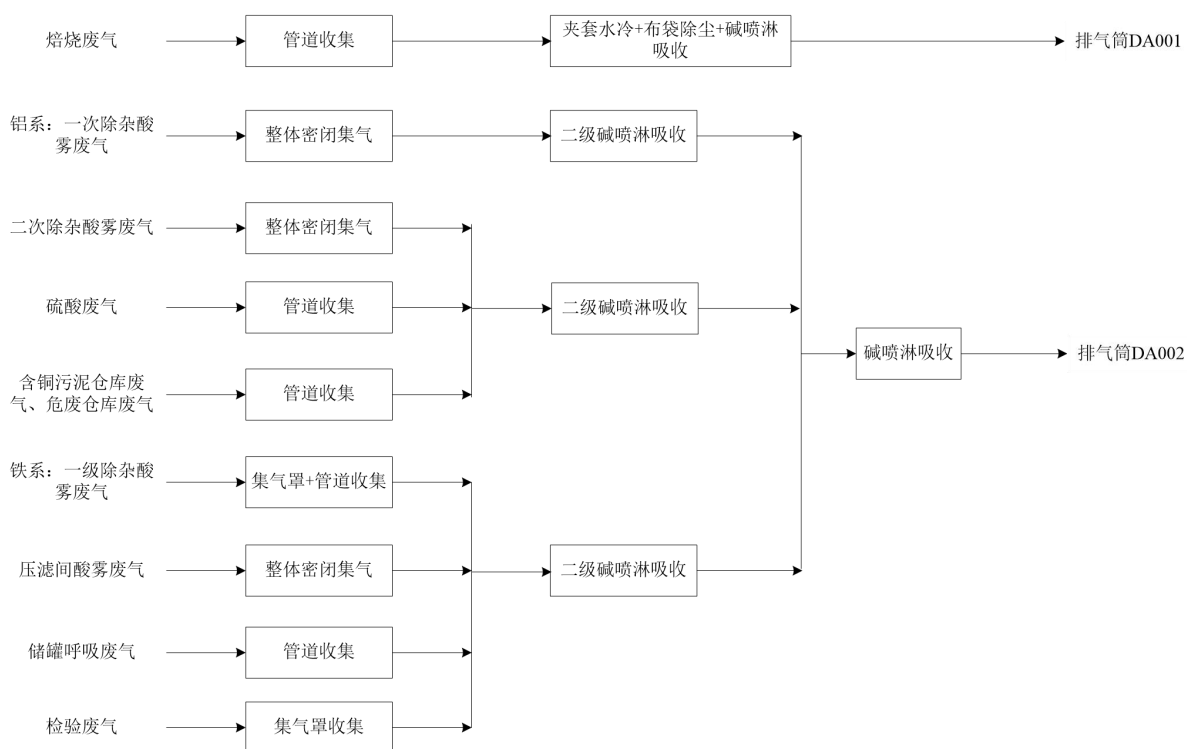 焙烧废气
管道收集
夹套水冷+布袋除尘+碱喷淋
吸收
排气筒DA001
铝系：一次除杂酸
雾废气
整体密闭集气
二级碱喷淋吸收
二次除杂酸雾废气
整体密闭集气
硫酸废气
管道收集
二级碱喷淋吸收
碱喷淋吸收
排气筒DA002
含铜污泥仓库废
气、危废仓库废气
管道收集
铁系：一级除杂酸
雾废气
集气罩+管道收集
压滤间酸雾废气
整体密闭集气
二级碱喷淋吸收
储罐呼吸废气
管道收集
检验废气
集气罩收集